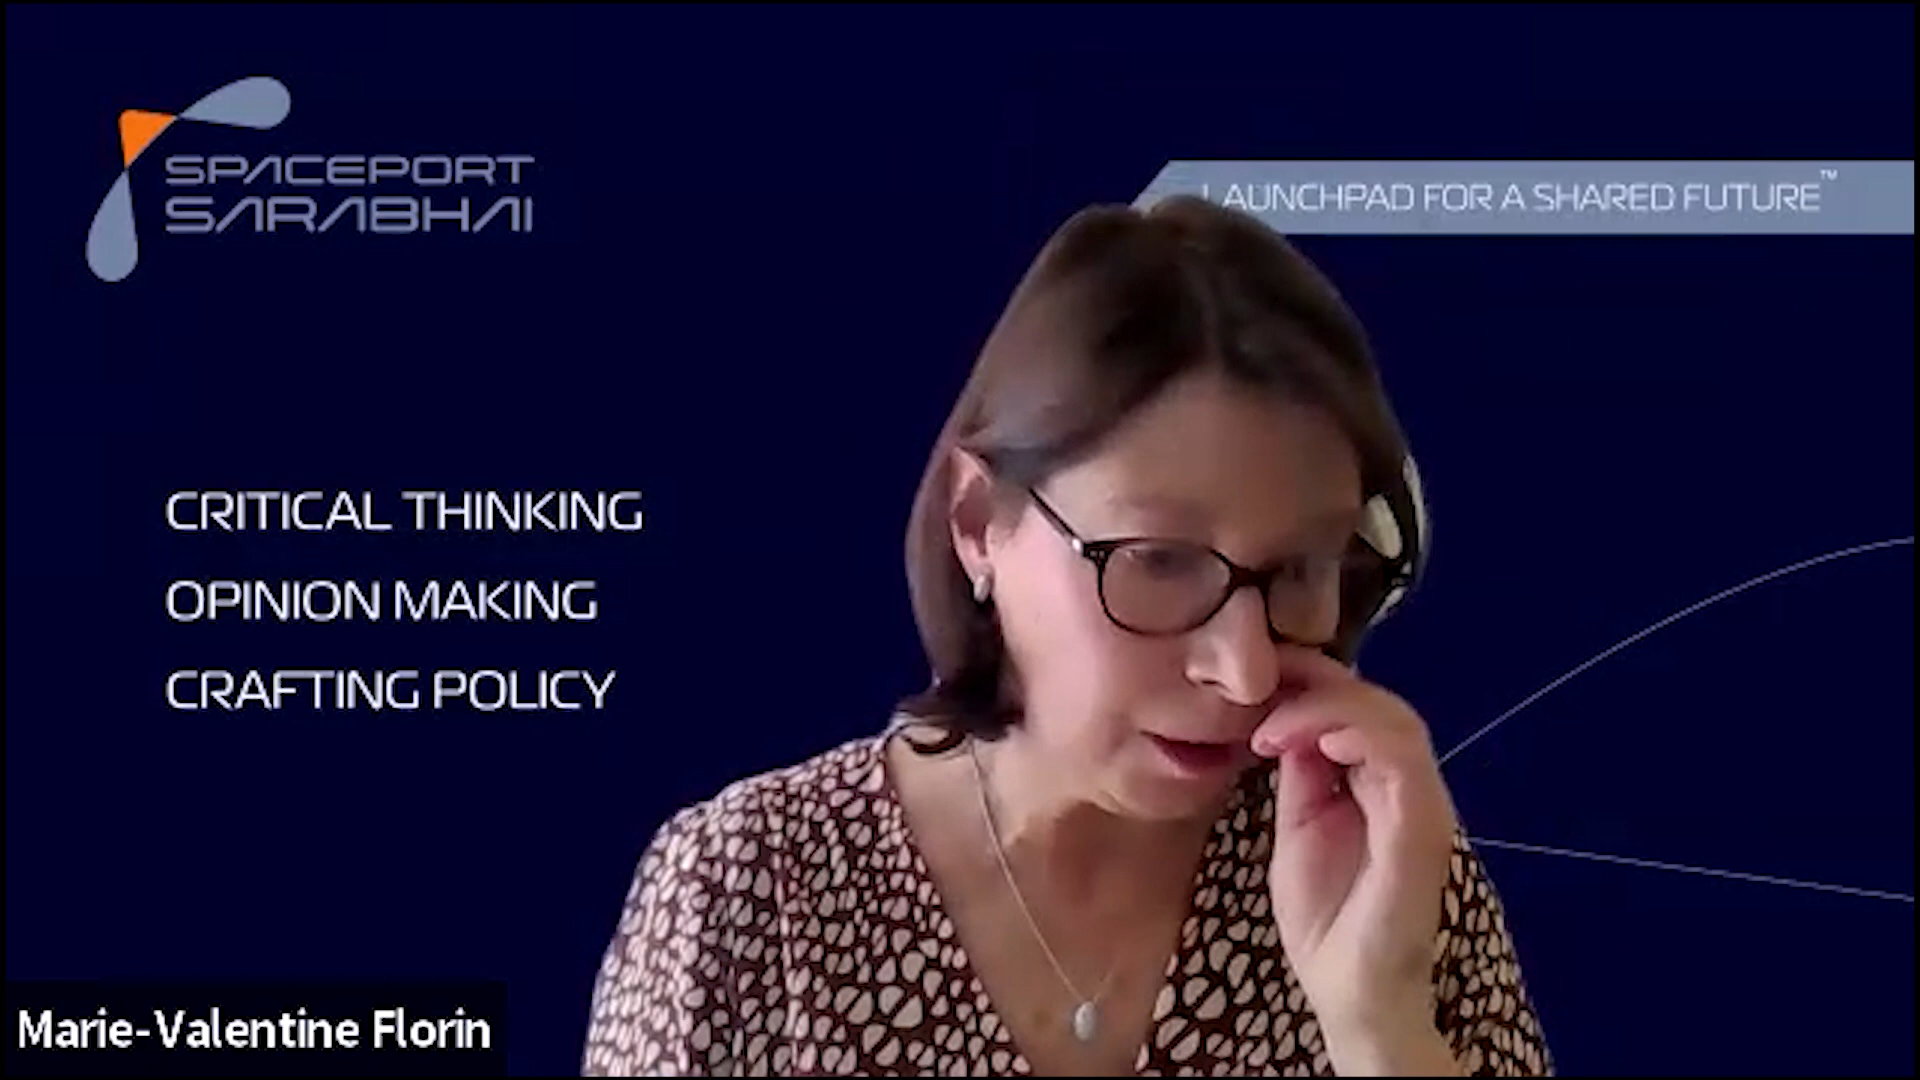 SPACEPORT
SARABHAI
LAUNCHPAD FOR A SHARED FUTURE™
CRITICAL THINKING
OPINION MAKING
CRAFTING POLICY
Marie-Valentine Florin